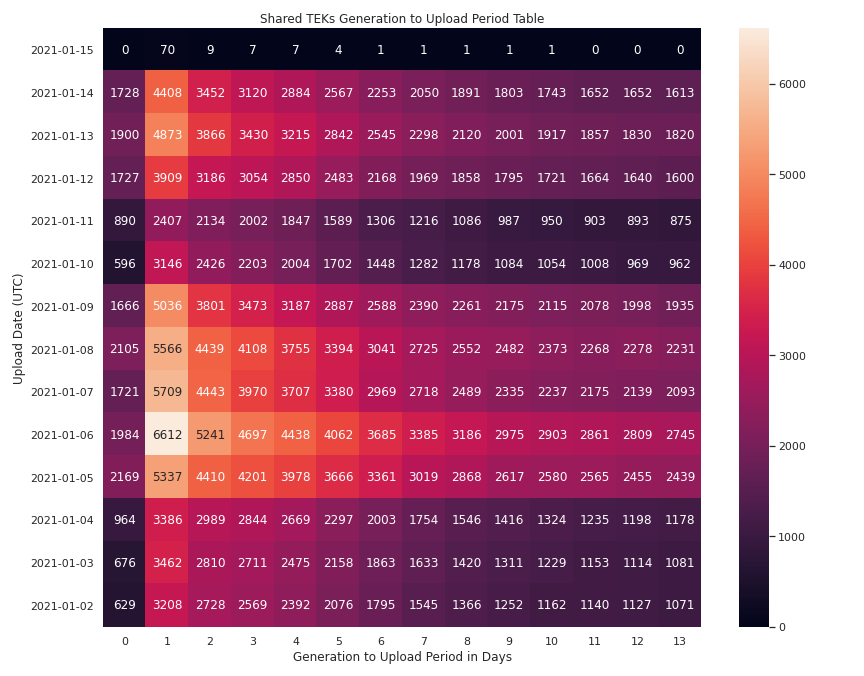 Shared TEKs Generation to Upload Period Table
Upload Date (UTC)
2021-01-15 0 70 9 7 7 4 1 1 1 1 1 0 0 0
2021-01-14 1728 4408 3452 3120 2884 2567 2253 2050 1891 1803 1743 1652 1652 1613
2021-01-13 1900 4873 3866 3430 3215 2842 2545 2298 2120 2001 1917 1857 1830 1820
2021-01-12 1727 3909 3186 3054 2850 2483 2168 1969 1858 1795 1721 1664 1640 1600
2021-01-11 890 2407 2134 2002 1847 1589 1306 1216 1086 987 950 903 893 875
2021-01-10 596 3146 2426 2203 2004 1702 1448 1282 1178 1084 1054 1008 969 962
2021-01-09 1666 5036 3801 3473 3187 2887 2588 2390 2261 2175 2115 2078 1998 1935
2021-01-08 2105 5566 4439 4108 3755 3394 3041 2725 2552 2482 2373 2268 2278 2231
2021-01-07 1721 5709 4443 3970 3707 3380 2969 2718 2489 2335 2237 2175 2139 2093
2021-01-06 1984 6612 5241 4697 4438 4062 3685 3385 3186 2975 2903 2861 2809 2745
2021-01-05 2169 5337 4410 4201 3978 3666 3361 3019 2868 2617 2580 2565 2455 2439
2021-01-04 964 3386 2989 2844 2669 2297 2003 1754 1546 1416 1324 1235 1198 1178
2021-01-03 676 3462 2810 2711 2475 2158 1863 1633 1420 1311 1229 1153 1114 1081
2021-01-02 629 3208 2728 2569 2392 2076 1795 1545 1366 1252 1162 1140 1127 1071
0 1 2 3 4 5 6 7 8 9 10 11 12 13
Generation to Upload Period in Days
6000
5000
4000
3000
2000
1000
0